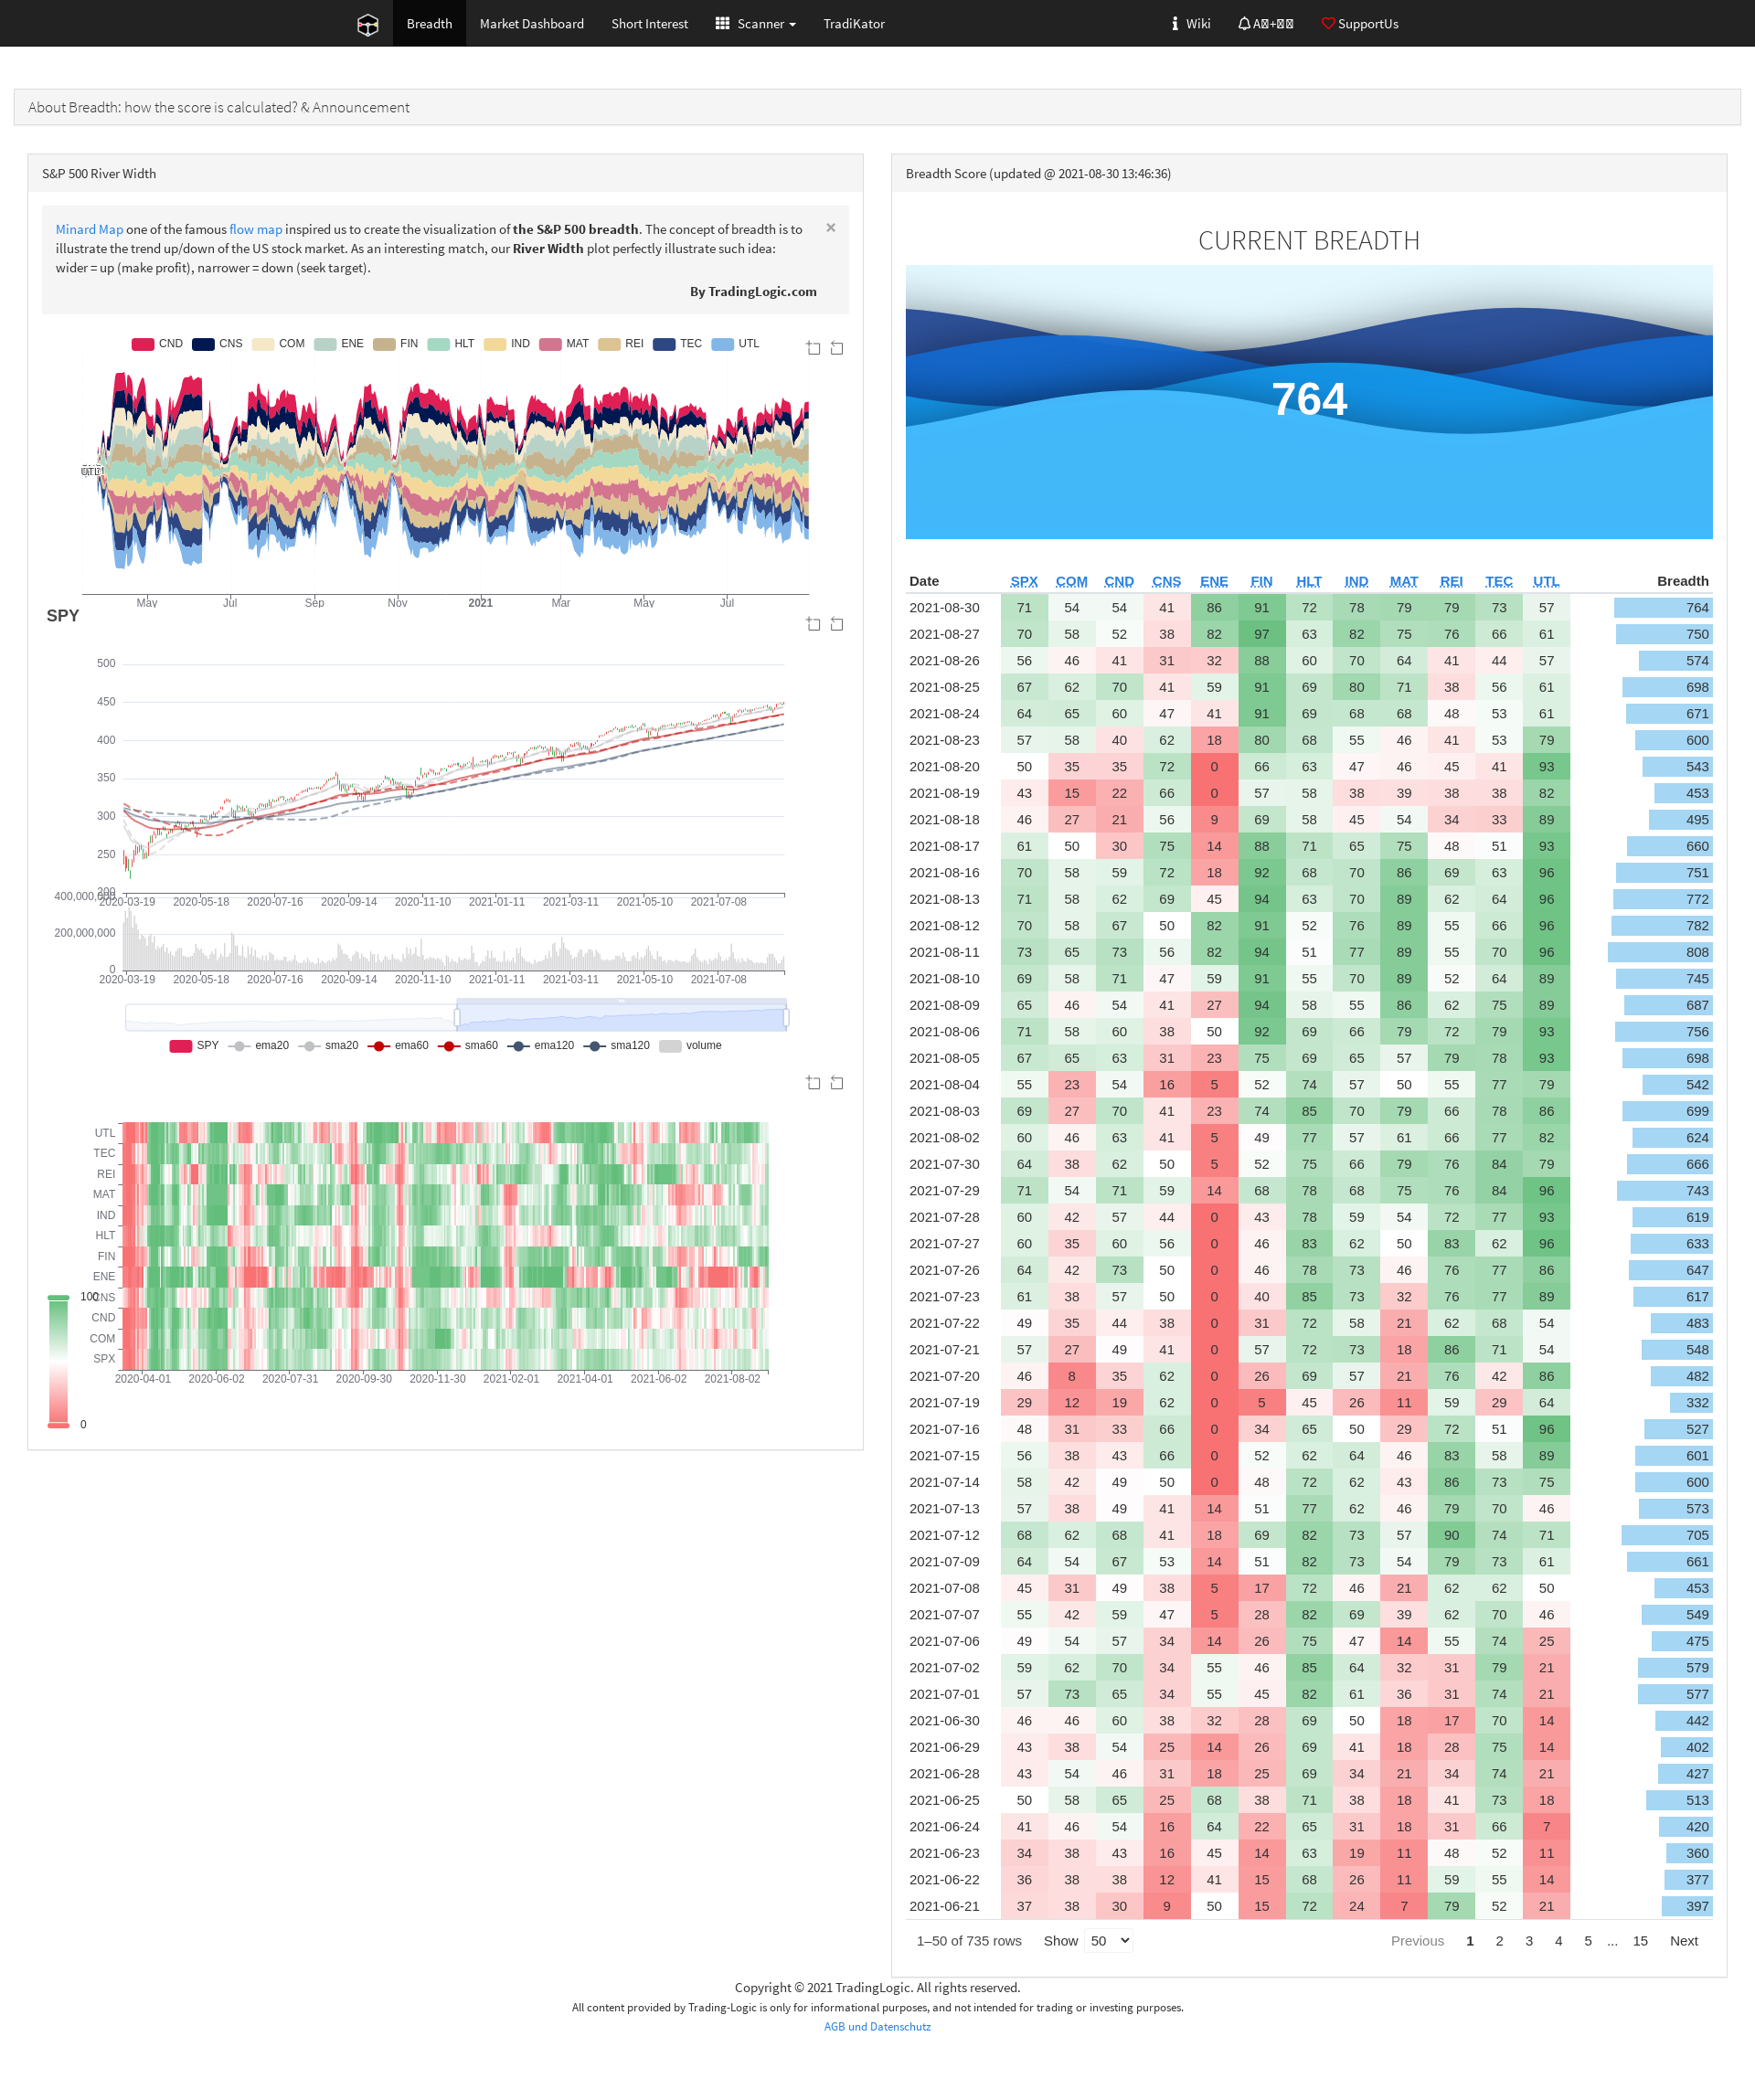 Breadth Market Dashboard Short Interest Scanner TradiKator Wiki SupportUs
About Breadth: how the score is calculated? & Announcement
S&P 500 River Width
Minard Map one of the famous flow map inspired us to create the visualization of the S&P 500 breadth. The concept of breadth is to
illustrate the trend up/down of the US stock market. As an interesting match, our River Width plot perfectly illustrate such idea:
wider = up (make profit), narrower = down (seek target).
×
By TradingLogic.com
CND CNS COM ENE FIN HLT IND MAT REI TEC UTL
UTL
May Jul Sep Nov 2021 Mar May Jul
SPY
500
450
400
350
300
250
200
2020-03-19 2020-05-18 2020-07-16 2020-09-14 2020-11-10 2021-01-11 2021-03-11 2021-05-10 2021-07-08
400,000,000
200,000,000
0
2020-03-19 2020-05-18 2020-07-16 2020-09-14 2020-11-10 2021-01-11 2021-03-11 2021-05-10 2021-07-08
SPY ema20 sma20 ema60 sma60 ema120 sma120 volume
UTL
TEC
REI
MAT
IND
HLT
FIN
ENE
CNS
CND
COM
SPX
2020-04-01 2020-06-02 2020-07-31 2020-09-30 2020-11-30 2021-02-01 2021-04-01 2021-06-02 2021-08-02
100
0
Breadth Score (updated @ 2021-08-30 13:46:36)
CURRENT BREADTH
764
Date SPX COM CND CNS ENE FIN HLT IND MAT REI TEC UTL Breadth
2021-08-30 71 54 54 41 86 91 72 78 79 79 73 57 764
2021-08-27 70 58 52 38 82 97 63 82 75 76 66 61 750
2021-08-26 56 46 41 31 32 88 60 70 64 41 44 57 574
2021-08-25 67 62 70 41 59 91 69 80 71 38 56 61 698
2021-08-24 64 65 60 47 41 91 69 68 68 48 53 61 671
2021-08-23 57 58 40 62 18 80 68 55 46 41 53 79 600
2021-08-20 50 35 35 72 0 66 63 47 46 45 41 93 543
2021-08-19 43 15 22 66 0 57 58 38 39 38 38 82 453
2021-08-18 46 27 21 56 9 69 58 45 54 34 33 89 495
2021-08-17 61 50 30 75 14 88 71 65 75 48 51 93 660
2021-08-16 70 58 59 72 18 92 68 70 86 69 63 96 751
2021-08-13 71 58 62 69 45 94 63 70 89 62 64 96 772
2021-08-12 70 58 67 50 82 91 52 76 89 55 66 96 782
2021-08-11 73 65 73 56 82 94 51 77 89 55 70 96 808
2021-08-10 69 58 71 47 59 91 55 70 89 52 64 89 745
2021-08-09 65 46 54 41 27 94 58 55 86 62 75 89 687
2021-08-06 71 58 60 38 50 92 69 66 79 72 79 93 756
2021-08-05 67 65 63 31 23 75 69 65 57 79 78 93 698
2021-08-04 55 23 54 16 5 52 74 57 50 55 77 79 542
2021-08-03 69 27 70 41 23 74 85 70 79 66 78 86 699
2021-08-02 60 46 63 41 5 49 77 57 61 66 77 82 624
2021-07-30 64 38 62 50 5 52 75 66 79 76 84 79 666
2021-07-29 71 54 71 59 14 68 78 68 75 76 84 96 743
2021-07-28 60 42 57 44 0 43 78 59 54 72 77 93 619
2021-07-27 60 35 60 56 0 46 83 62 50 83 62 96 633
2021-07-26 64 42 73 50 0 46 78 73 46 76 77 86 647
2021-07-23 61 38 57 50 0 40 85 73 32 76 77 89 617
2021-07-22 49 35 44 38 0 31 72 58 21 62 68 54 483
2021-07-21 57 27 49 41 0 57 72 73 18 86 71 54 548
2021-07-20 46 8 35 62 0 26 69 57 21 76 42 86 482
2021-07-19 29 12 19 62 0 5 45 26 11 59 29 64 332
2021-07-16 48 31 33 66 0 34 65 50 29 72 51 96 527
2021-07-15 56 38 43 66 0 52 62 64 46 83 58 89 601
2021-07-14 58 42 49 50 0 48 72 62 43 86 73 75 600
2021-07-13 57 38 49 41 14 51 77 62 46 79 70 46 573
2021-07-12 68 62 68 41 18 69 82 73 57 90 74 71 705
2021-07-09 64 54 67 53 14 51 82 73 54 79 73 61 661
2021-07-08 45 31 49 38 5 17 72 46 21 62 62 50 453
2021-07-07 55 42 59 47 5 28 82 69 39 62 70 46 549
2021-07-06 49 54 57 34 14 26 75 47 14 55 74 25 475
2021-07-02 59 62 70 34 55 46 85 64 32 31 79 21 579
2021-07-01 57 73 65 34 55 45 82 61 36 31 74 21 577
2021-06-30 46 46 60 38 32 28 69 50 18 17 70 14 442
2021-06-29 43 38 54 25 14 26 69 41 18 28 75 14 402
2021-06-28 43 54 46 31 18 25 69 34 21 34 74 21 427
2021-06-25 50 58 65 25 68 38 71 38 18 41 73 18 513
2021-06-24 41 46 54 16 64 22 65 31 18 31 66 7 420
2021-06-23 34 38 43 16 45 14 63 19 11 48 52 11 360
2021-06-22 36 38 38 12 41 15 68 26 11 59 55 14 377
2021-06-21 37 38 30 9 50 15 72 24 7 79 52 21 397
1–50 of 735 rows Show 50 Previous 1 2 3 4 5 ... 15 Next
Copyright © 2021 TradingLogic. All rights reserved.
All content provided by Trading-Logic is only for informational purposes, and not intended for trading or investing purposes.
AGB und Datenschutz